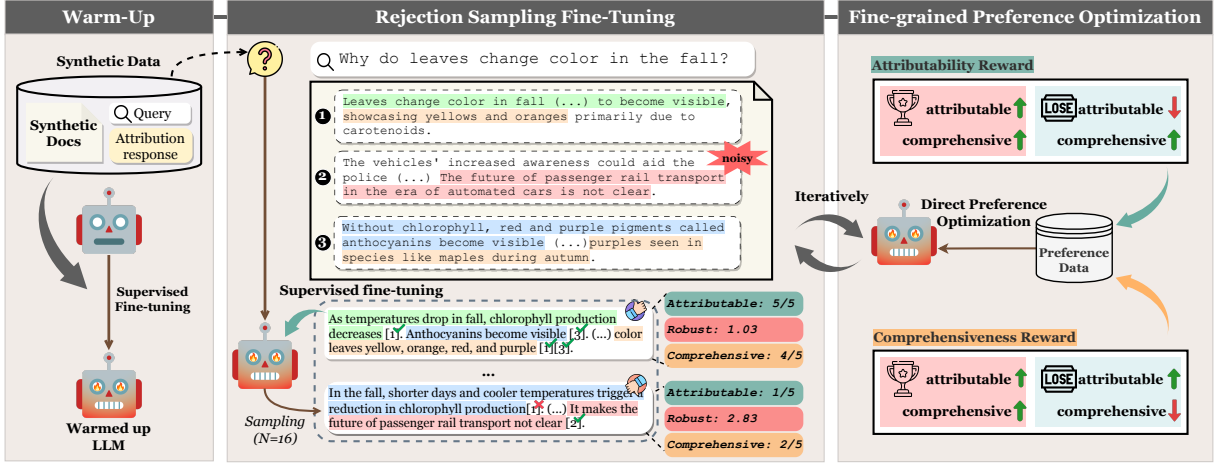 Warm-Up
Synthetic Data
Synthetic
Docs
Query
Attribution
response
Supervised
Fine-tuning
Warmed up
LLM
Rejection Sampling Fine-Tuning
?
Why do leaves change color in the fall?
1
Leaves change color in fall (...) to become visible,
showcasing yellows and oranges primarily due to
carotenoids.
2
The vehicles' increased awareness could aid the
police (...) The future of passenger rail transport
in the era of automated cars is not clear.
noisy
3
Without chlorophyll, red and purple pigments called
anthocyanins become visible (...)purples seen in
species like maples during autumn.
Supervised fine-tuning
As temperatures drop in fall, chlorophyll production
decreases [1]. Anthocyanins become visible [3]. (...) color
leaves yellow, orange, red, and purple [1][3].
Attributable: 5/5
Robust: 1.03
Comprehensive: 4/5
...
In the fall, shorter days and cooler temperatures trigger a
reduction in chlorophyll production[1]. (...) It makes the
future of passenger rail transport not clear [2].
Attributable: 1/5
Robust: 2.83
Comprehensive: 2/5
Sampling
(N=16)
Fine-grained Preference Optimization
Attributability Reward
attributable
comprehensive
LOSE
attributable
comprehensive
Iteratively
Direct Preference
Optimization
Preference
Data
Comprehensiveness Reward
attributable
comprehensive
LOSE
attributable
comprehensive